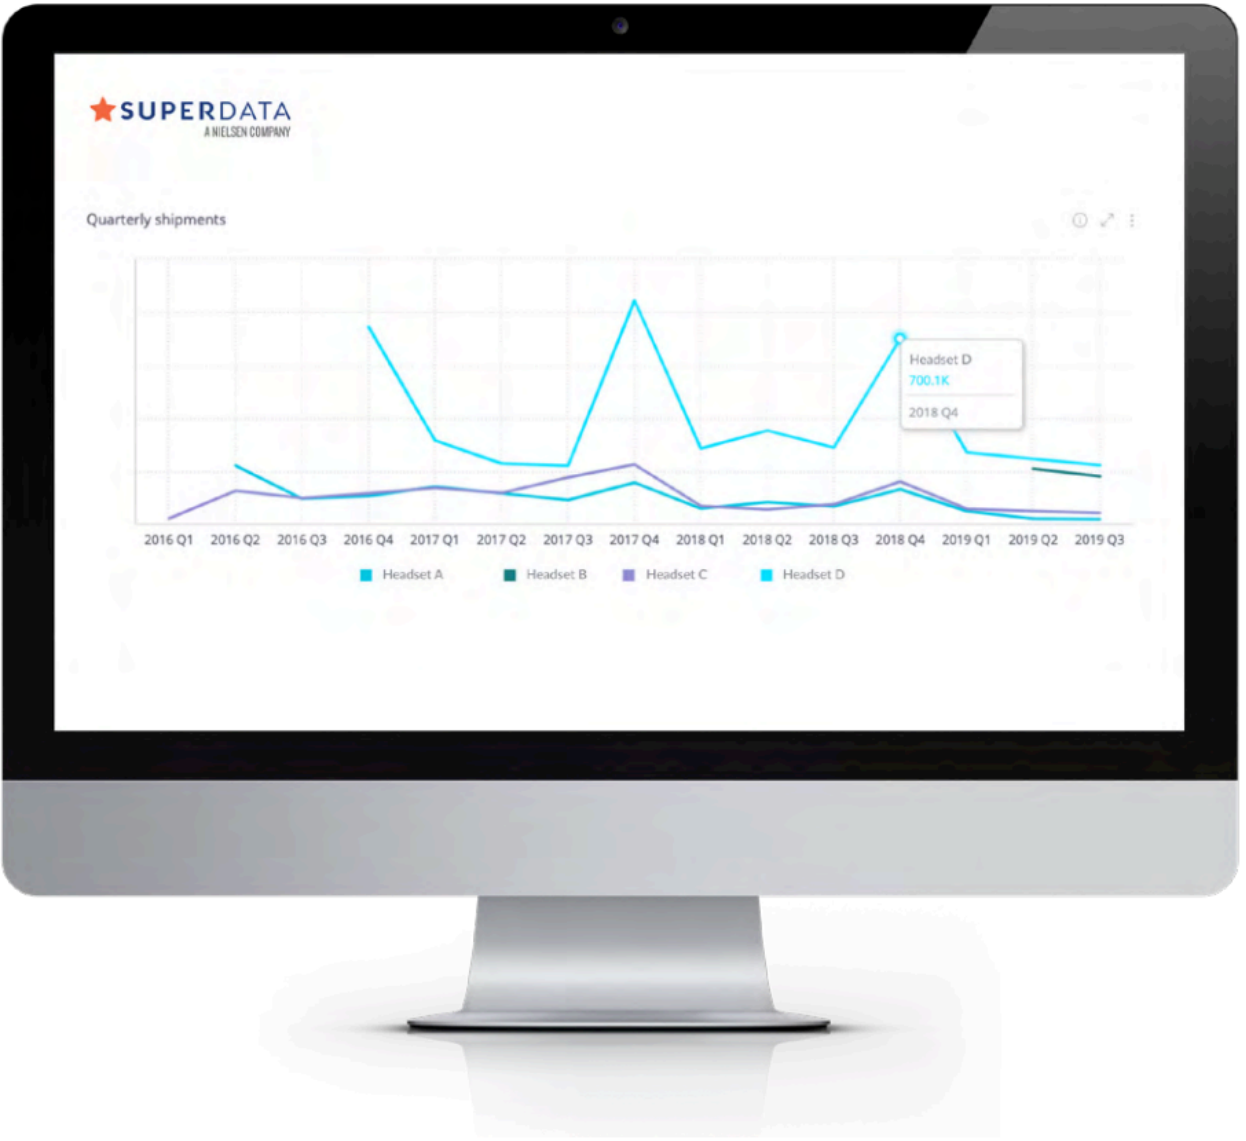 SUPERDATA
A NIELSEN COMPANY
Quarterly shipments
Headset D
700.1K
2018 Q4
2016 Q1 2016 Q2 2016 Q3 2016 Q4 2017 Q1 2017 Q2 2017 Q3 2017 Q4 2018 Q1 2018 Q2 2018 Q3 2018 Q4 2019 Q1 2019 Q2 2019 Q3
Headset A Headset B Headset C Headset D